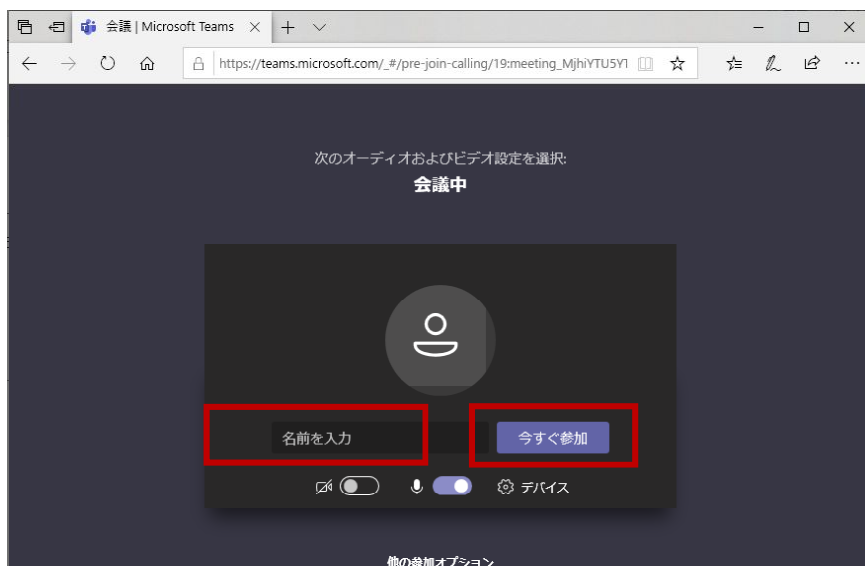 会議 | Microsoft Teams
https://teams.microsoft.com/_#/pre-join-calling/19:meeting_MjhiYTU5Y1
次のオーディオおよびビデオ設定を選択:
会議中
名前を入力
今すぐ参加
デバイス
他の参加オプション